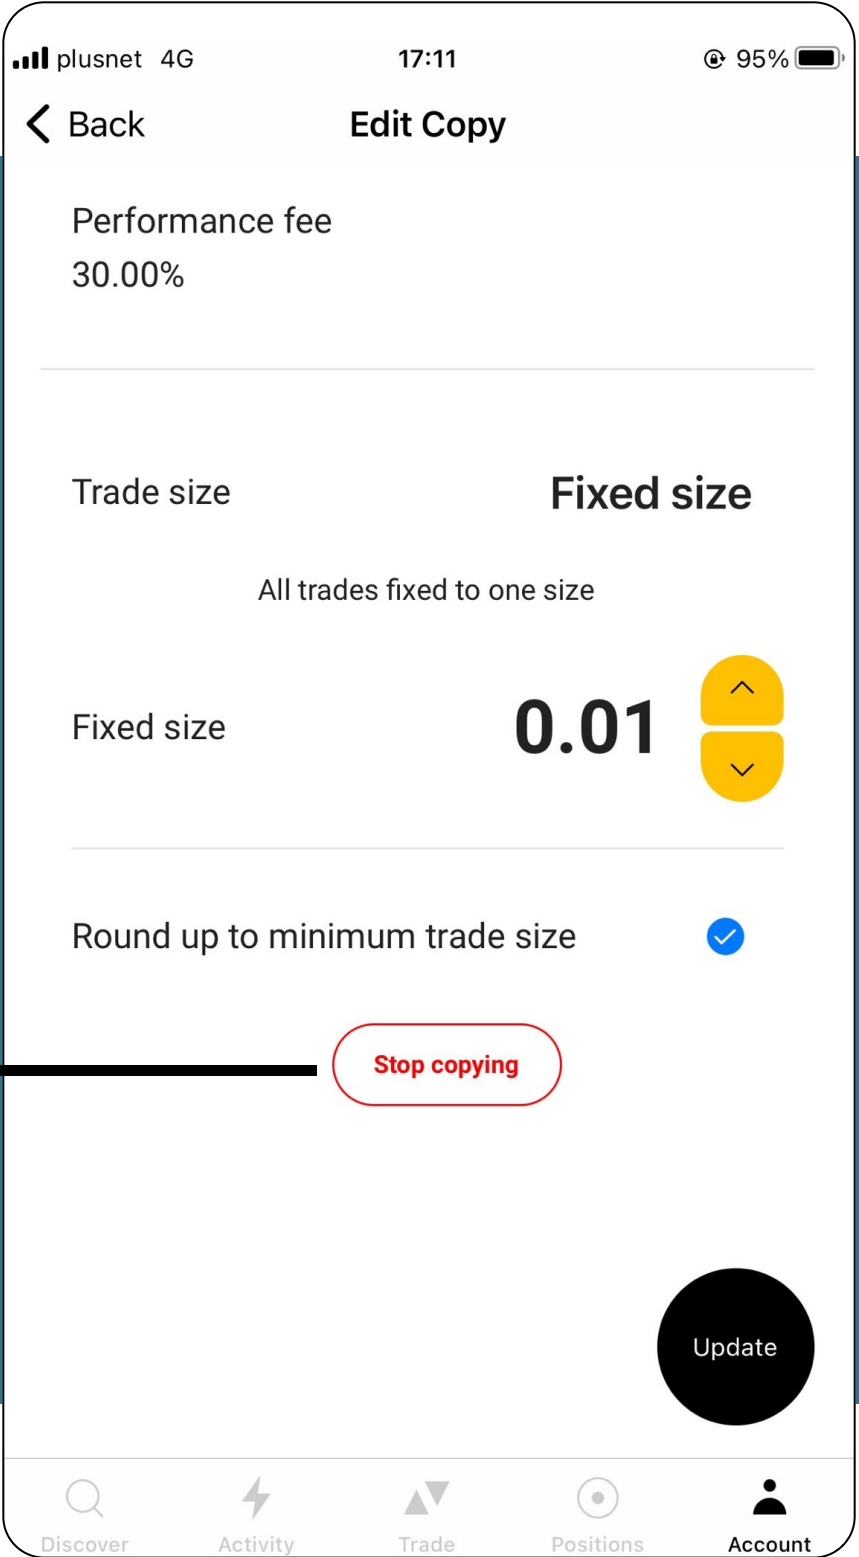 plusnet 4G 17:11 95%
Back Edit Copy
Performance fee
30.00%
Trade size Fixed size
All trades fixed to one size
Fixed size 0.01
Round up to minimum trade size
Stop copying
Update
Discover Activity Trade Positions Account